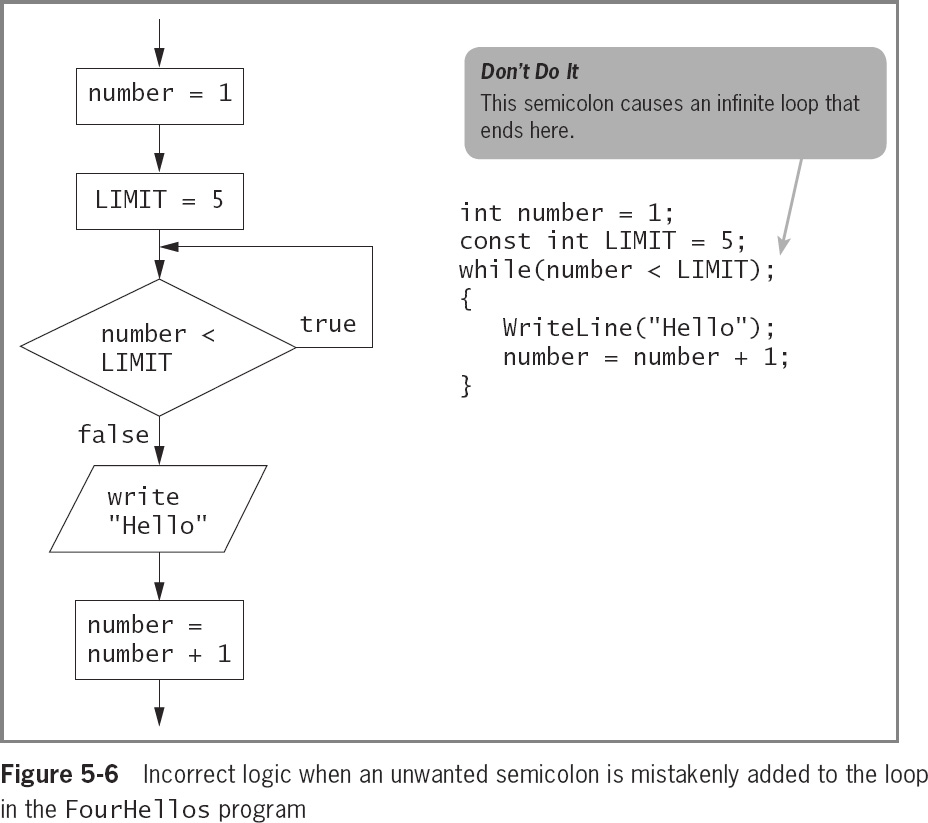 number = 1
LIMIT = 5
number <
LIMIT
true
false
write
"Hello"
number =
number + 1
Don't Do It
This semicolon causes an infinite loop that
ends here.
int number = 1;
const int LIMIT = 5;
while(number < LIMIT);
{
   WriteLine("Hello");
   number = number + 1;
}
Figure 5-6 Incorrect logic when an unwanted semicolon is mistakenly added to the loop
in the FourHellos program